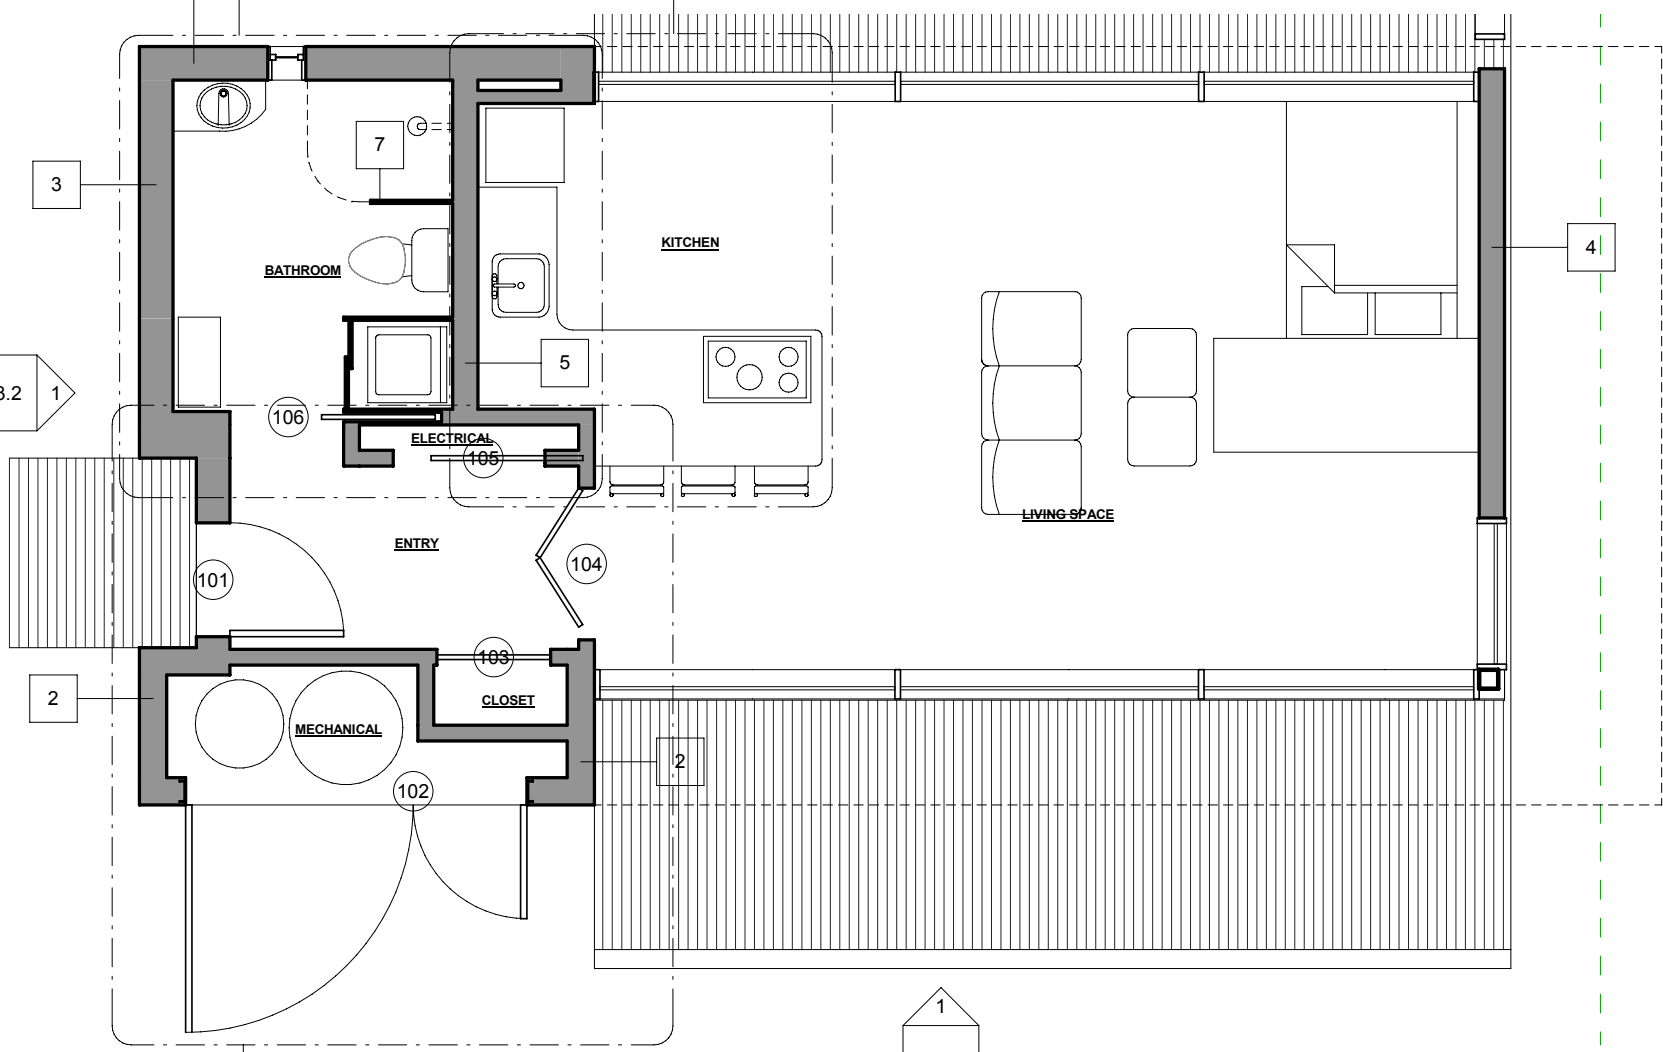 7
3
KITCHEN
4
BATHROOM
5
3.2
1
106
ELECTRICAL
105
LIVING SPACE
ENTRY
104
101
103
2
CLOSET
MECHANICAL
2
102
1